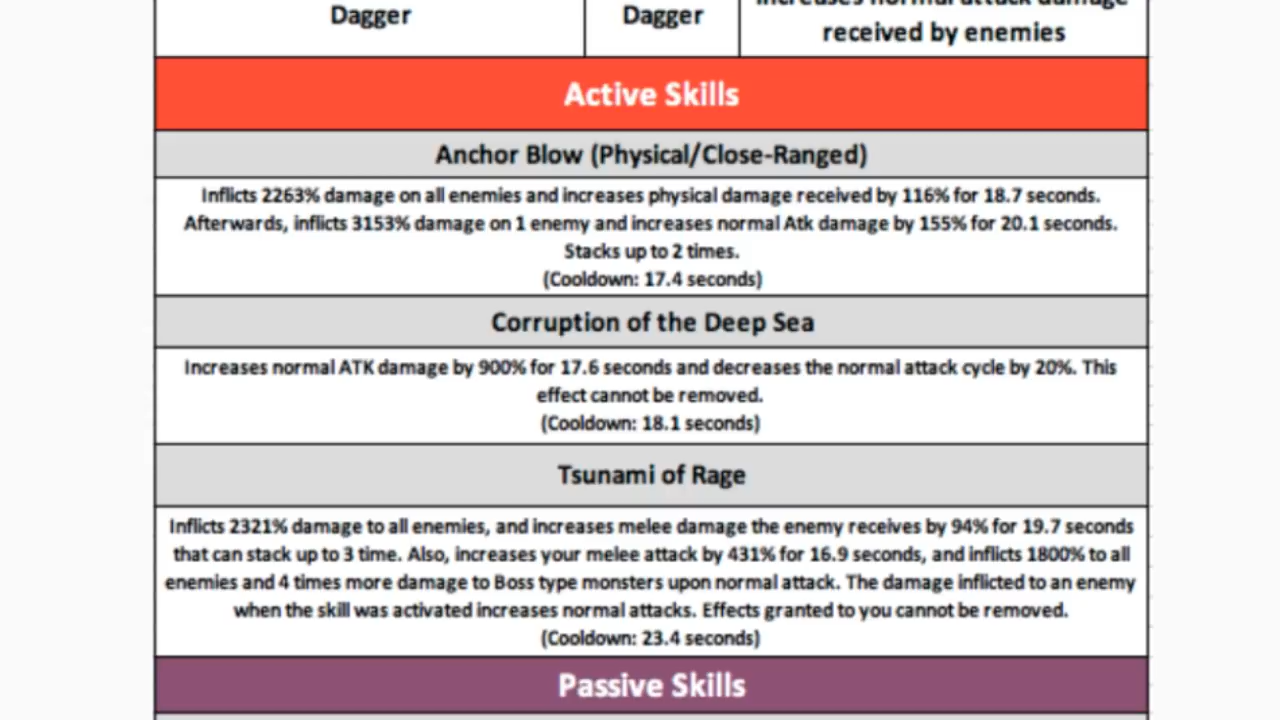 Dagger
Dagger
increases normal attack damage
received by enemies
Active Skills
Anchor Blow (Physical/Close-Ranged)
Inflicts 2263% damage on all enemies and increases physical damage received by 116% for 18.7 seconds.
Afterwards, inflicts 3153% damage on 1 enemy and increases normal Atk damage by 155% for 20.1 seconds.
Stacks up to 2 times.
(Cooldown: 17.4 seconds)
Corruption of the Deep Sea
Increases normal ATK damage by 900% for 17.6 seconds and decreases the normal attack cycle by 20%. This
effect cannot be removed.
(Cooldown: 18.1 seconds)
Tsunami of Rage
Inflicts 2321% damage to all enemies, and increases melee damage the enemy receives by 94% for 19.7 seconds
that can stack up to 3 time. Also, increases your melee attack by 431% for 16.9 seconds, and inflicts 1800% to all
enemies and 4 times more damage to Boss type monsters upon normal attack. The damage inflicted to an enemy
when the skill was activated increases normal attacks. Effects granted to you cannot be removed.
(Cooldown: 23.4 seconds)
Passive Skills